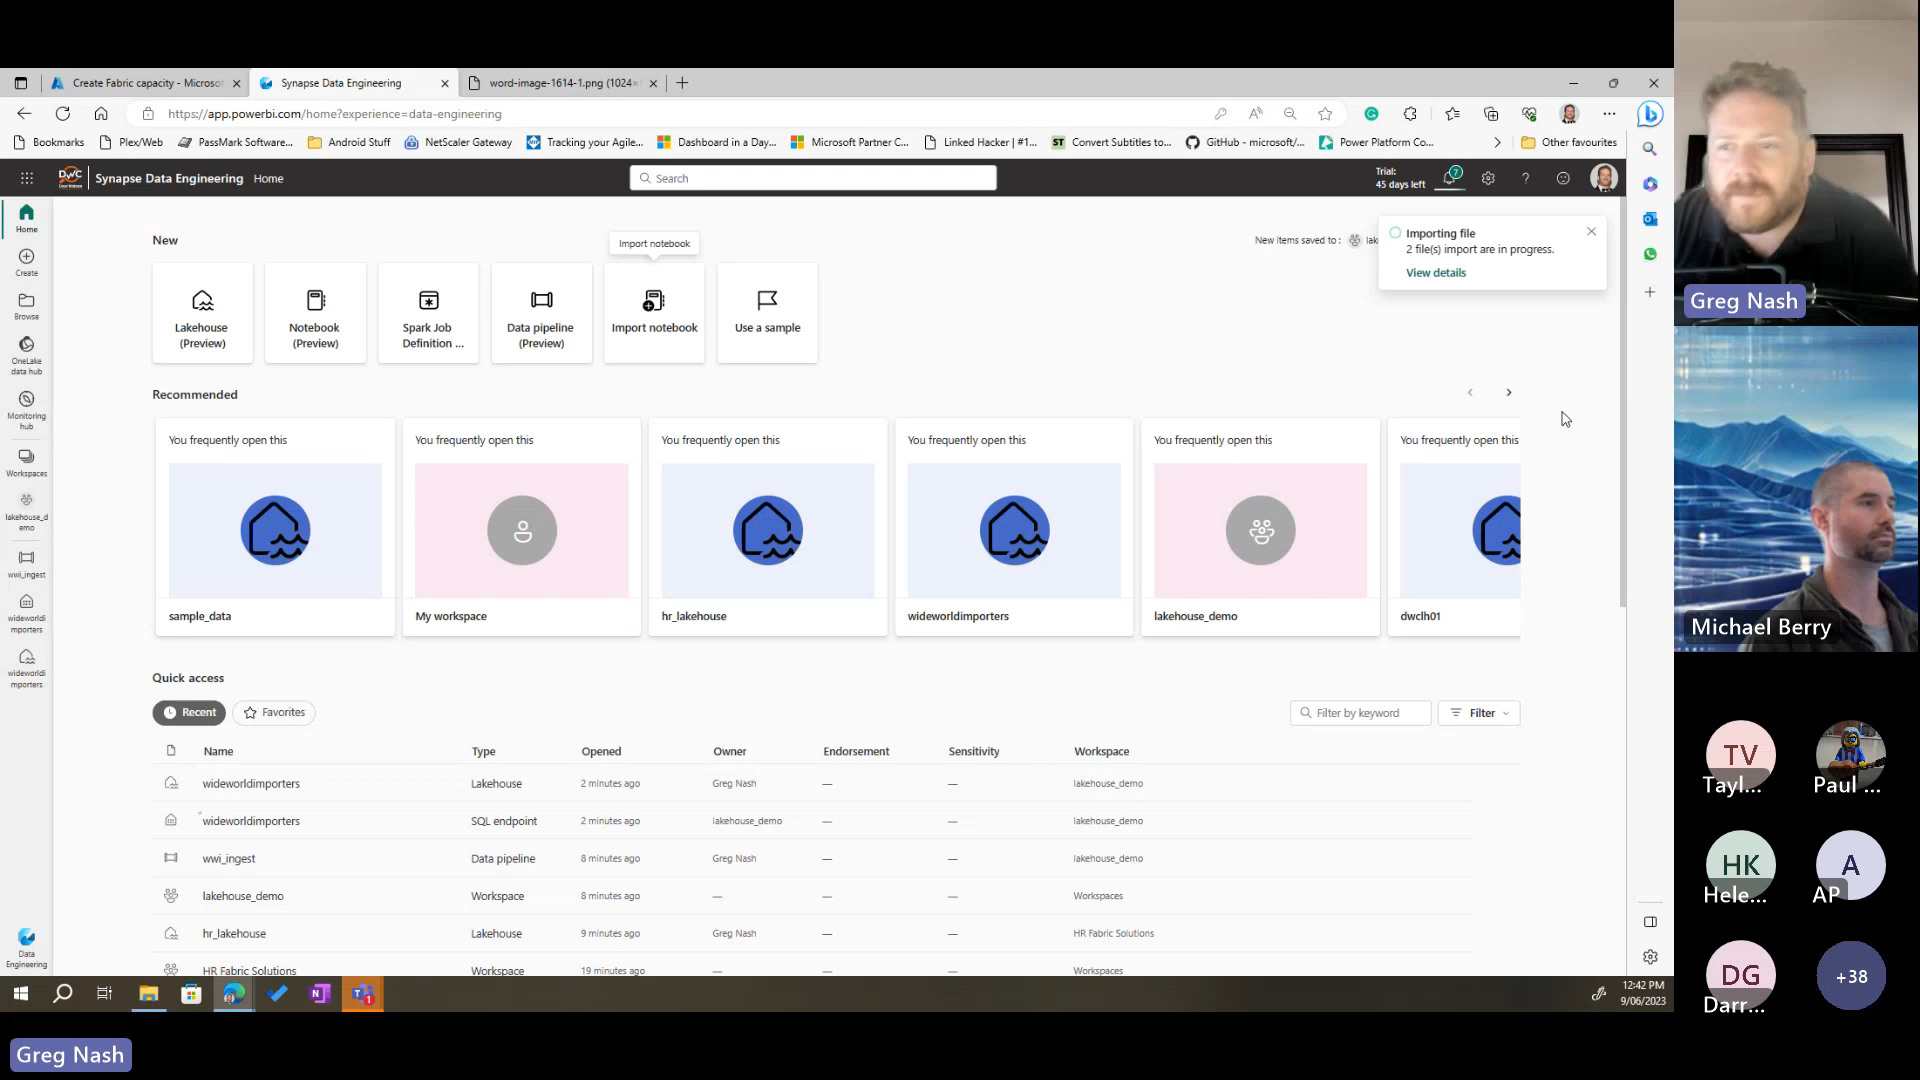 Create Fabric capacity - Microsof
Synapse Data Engineering
word-image-1614-1.png (1024×
https://app.powerbi.com/home?experience=data-engineering
Bookmarks
Plex/Web
PassMark Software...
Android Stuff
NetScaler Gateway
Tracking your Agile...
Dashboard in a Day...
Microsoft Partner C...
Linked Hacker | #1...
ST
Convert Subtitles to...
GitHub - microsoft/...
Power Platform Co...
Other favourites
DWC
Synapse Data Engineering
Home
Search
Trial:
45 days left
7
Home
Create
Browse
OneLake
data hub
Monitoring
hub
Workspaces
lakehouse_d
emo
wwi_ingest
wideworldi
mporters
wideworldi
mporters
Data
Engineering
New
Import notebook
New items saved to :
lak
Importing file
2 file(s) import are in progress.
View details
Lakehouse
(Preview)
Notebook
(Preview)
Spark Job
Definition ...
Data pipeline
(Preview)
Import notebook
Use a sample
Recommended
You frequently open this
sample_data
You frequently open this
My workspace
You frequently open this
hr_lakehouse
You frequently open this
wideworldimporters
You frequently open this
lakehouse_demo
You frequently open this
dwclh01
Quick access
Recent
Favorites
Filter by keyword
Filter
Name Type Opened Owner Endorsement Sensitivity Workspace
wideworldimporters Lakehouse 2 minutes ago Greg Nash — — lakehouse_demo
wideworldimporters SQL endpoint 2 minutes ago lakehouse_demo — — lakehouse_demo
wwi_ingest Data pipeline 8 minutes ago Greg Nash — — lakehouse_demo
lakehouse_demo Workspace 8 minutes ago — — — Workspaces
hr_lakehouse Lakehouse 9 minutes ago Greg Nash — — HR Fabric Solutions
HR Fabric Solutions Workspace 19 minutes ago — — — Workspaces
12:42 PM
9/06/2023
Greg Nash
Michael Berry
TV
Tayl...
Paul ...
HK
Hele...
A
AP
DG
Darr...
+38
Greg Nash